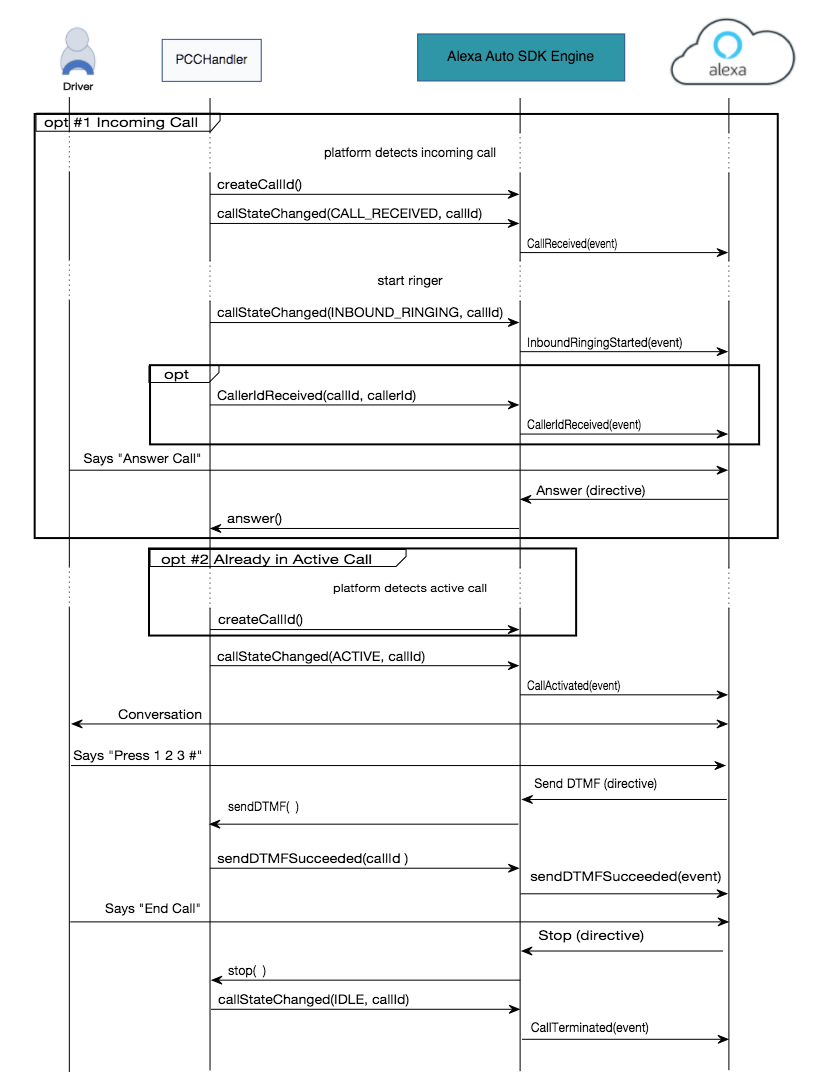 Driver
PCCHandler
Alexa Auto SDK Engine
alexa
opt #1 Incoming Call
platform detects incoming call
createCallId()
callStateChanged(CALL_RECEIVED, callId)
CallReceived(event)
start ringer
callStateChanged(INBOUND_RINGING, callId)
InboundRingingStarted(event)
opt
CallerIdReceived(callId, callerId)
CallerIdReceived(event)
Says "Answer Call"
Answer (directive)
answer()
opt #2 Already in Active Call
platform detects active call
createCallId()
callStateChanged(ACTIVE, callId)
CallActivated(event)
Conversation
Says "Press 1 2 3 #"
Send DTMF (directive)
sendDTMF( )
sendDTMFSucceeded(callId )
sendDTMFSucceeded(event)
Says "End Call"
Stop (directive)
stop( )
callStateChanged(IDLE, callId)
CallTerminated(event)